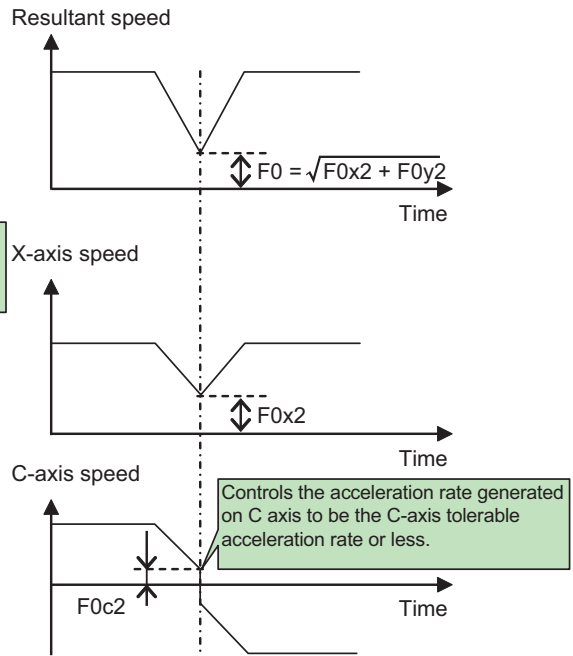 Resultant speed
F0 = √F0x2 + F0y2
Time
X-axis speed
F0x2
Time
C-axis speed
Controls the acceleration rate generated
on C axis to be the C-axis tolerable
acceleration rate or less.
F0c2
Time